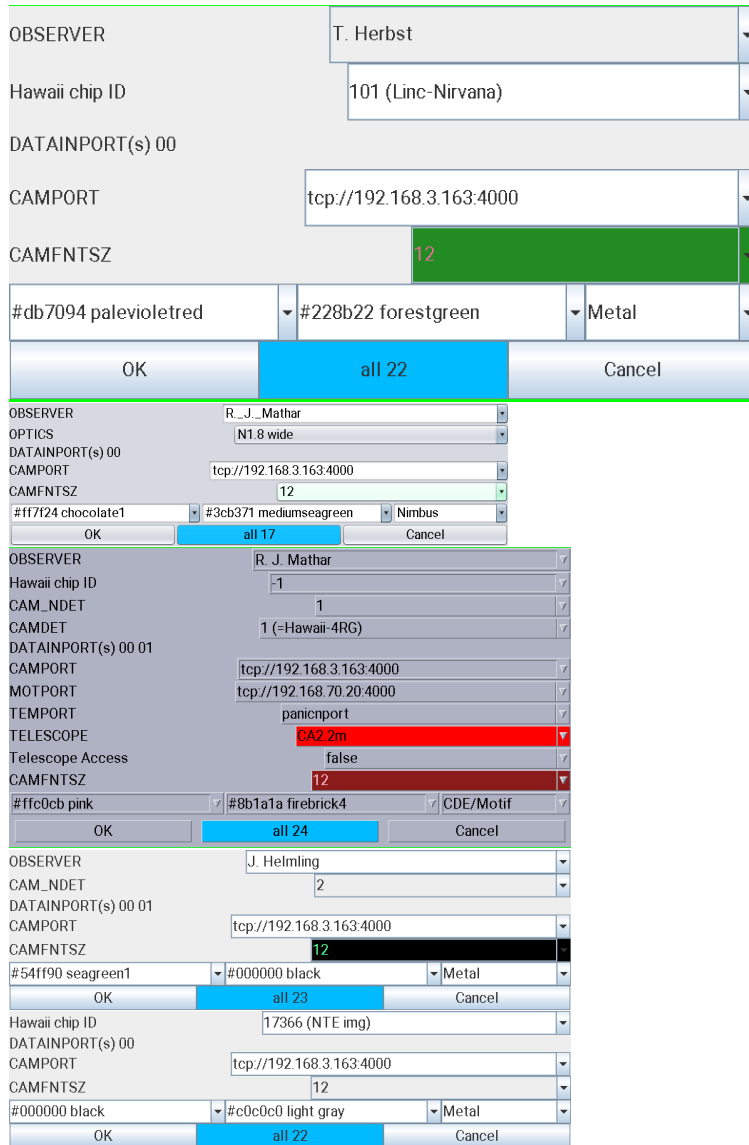 OBSERVER T. Herbst
Hawaii chip ID 101 (Linc-Nirvana)
DATAINPORT(s) 00
CAMPORT tcp://192.168.3.163:4000
CAMFNTSZ 12
#db7094 palevioletred #228b22 forestgreen Metal
OK all 22 Cancel
OBSERVER R._J._Mathar
OPTICS N1.8 wide
DATAINPORT(s) 00
CAMPORT tcp://192.168.3.163:4000
CAMFNTSZ 12
#ff7f24 chocolate1 #3cb371 mediumseagreen Nimbus
OK all 17 Cancel
OBSERVER R. J. Mathar
Hawaii chip ID -1
CAM_NDET 1
CAMDET 1 (=Hawaii-4RG)
DATAINPORT(s) 00 01
CAMPORT tcp://192.168.3.163:4000
MOTPORT tcp://192.168.70.20:4000
TEMPORT panicnport
TELESCOPE CA2.2m
Telescope Access false
CAMFNTSZ 12
#ffc0cb pink #8b1a1a firebrick4 CDE/Motif
OK all 24 Cancel
OBSERVER J. Helmling
CAM_NDET 2
DATAINPORT(s) 00 01
CAMPORT tcp://192.168.3.163:4000
CAMFNTSZ 12
#54ff90 seagreen1 #000000 black Metal
OK all 23 Cancel
Hawaii chip ID 17366 (NTE img)
DATAINPORT(s) 00
CAMPORT tcp://192.168.3.163:4000
CAMFNTSZ 12
#000000 black #c0c0c0 light gray Metal
OK all 22 Cancel